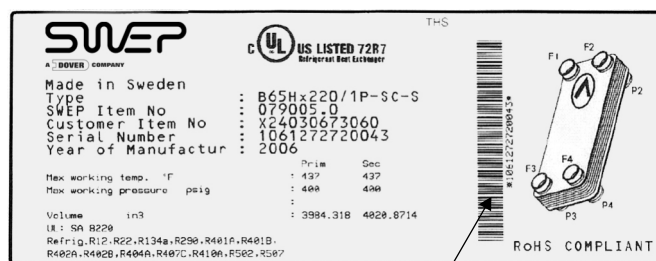 THS
SWEP
A DOVER COMPANY
C UL US LISTED 72R7
Refrigerant Heat Exchanger
Made in Sweden
Type : B65Hx220/1P-SC-S
SWEP Item No : 079005.0
Customer Item No : X24030673060
Serial Number : 1061272720043
Year of Manufactur : 2006
Prim Sec
Max working temp. °F : 437 437
Max working pressure psig : 400 400
:
Volume in3 : 3984.318 4020.8714
UL: SA 8220
Refrig.R12.R22.R134a.R290.R401A.R401B.
R402A.R402B.R404A.R407C.R410A.R502.R507
*1061272720043*
F1 F2
P2
F3 F4
P3 P4
RoHS COMPLIANT